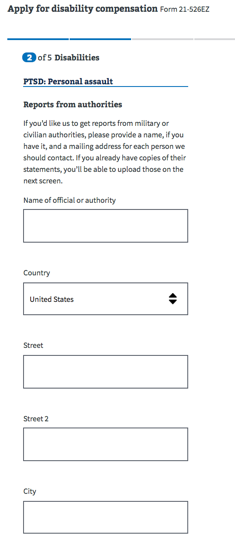 Apply for disability compensation Form 21-526EZ
2 of 5 Disabilities
PTSD: Personal assault
Reports from authorities
If you'd like us to get reports from military or
civilian authorities, please provide a name, if you
have it, and a mailing address for each person we
should contact. If you already have copies of their
statements, you'll be able to upload those on the
next screen.
Name of official or authority
Country
United States
Street
Street 2
City